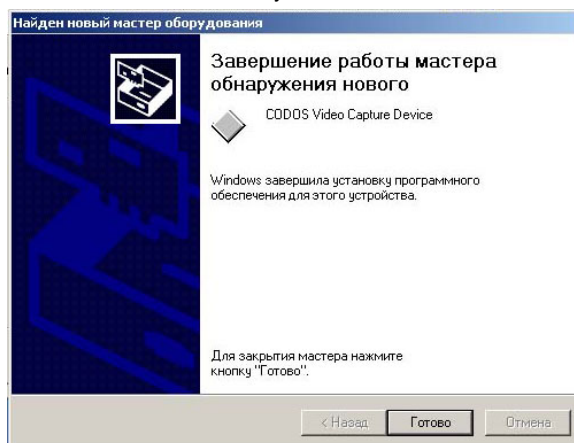 Найден новый мастер оборудования
Завершение работы мастера
обнаружения нового
CODOS Video Capture Device
Windows завершила установку программного
обеспечения для этого устройства.
Для закрытия мастера нажмите
кнопку "Готово".
< Назад Готово Отмена